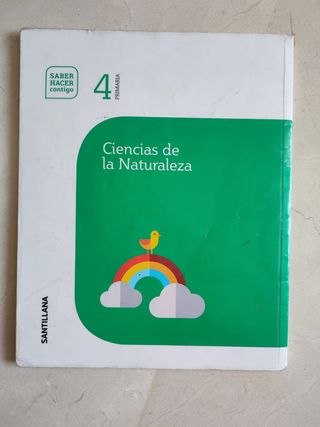 SABER
HACER
contigo
4
PRIMARIA
Ciencias de
la Naturaleza
SANTILLANA